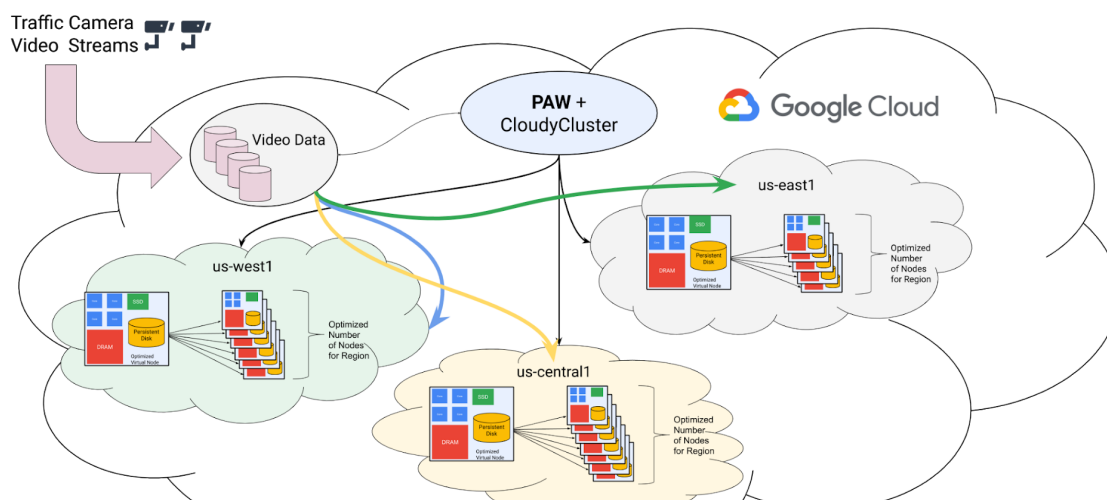 Traffic Camera
Video Streams
Video Data
PAW +
CloudyCluster
Google Cloud
us-east1
SSD
Persistent
Disk
DRAM
Optimized
Virtual Node
Optimized
Number
of Nodes
for Region
us-west1
SSD
Persistent
Disk
DRAM
Optimized
Virtual Node
Optimized
Number
of Nodes
for Region
us-central1
SSD
Persistent
Disk
DRAM
Optimized
Virtual Node
Optimized
Number
of Nodes
for Region